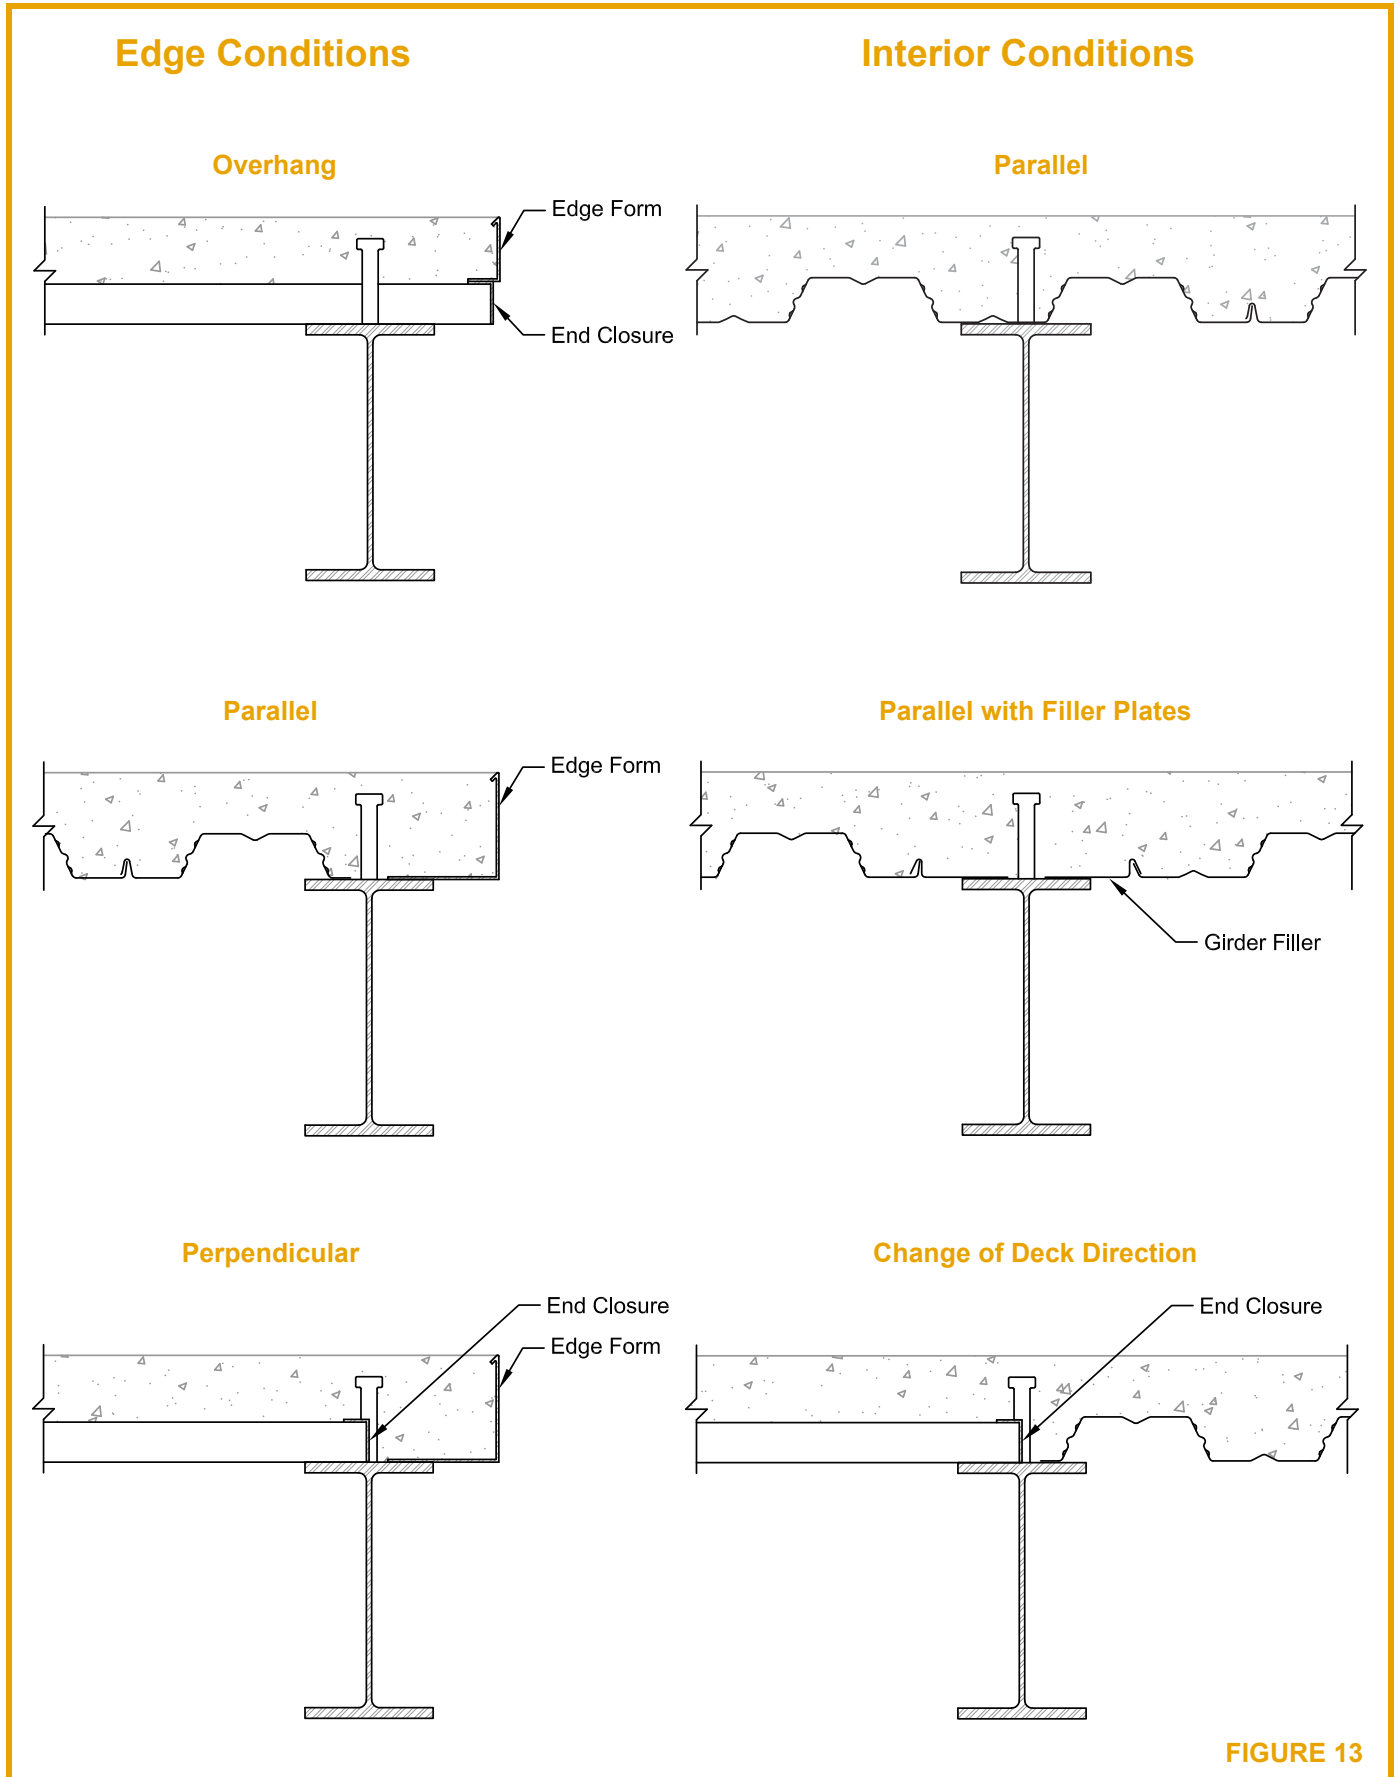 Edge Conditions
Interior Conditions
Overhang
Parallel
Edge Form
End Closure
Parallel
Parallel with Filler Plates
Edge Form
Girder Filler
Perpendicular
Change of Deck Direction
End Closure
Edge Form
End Closure
FIGURE 13